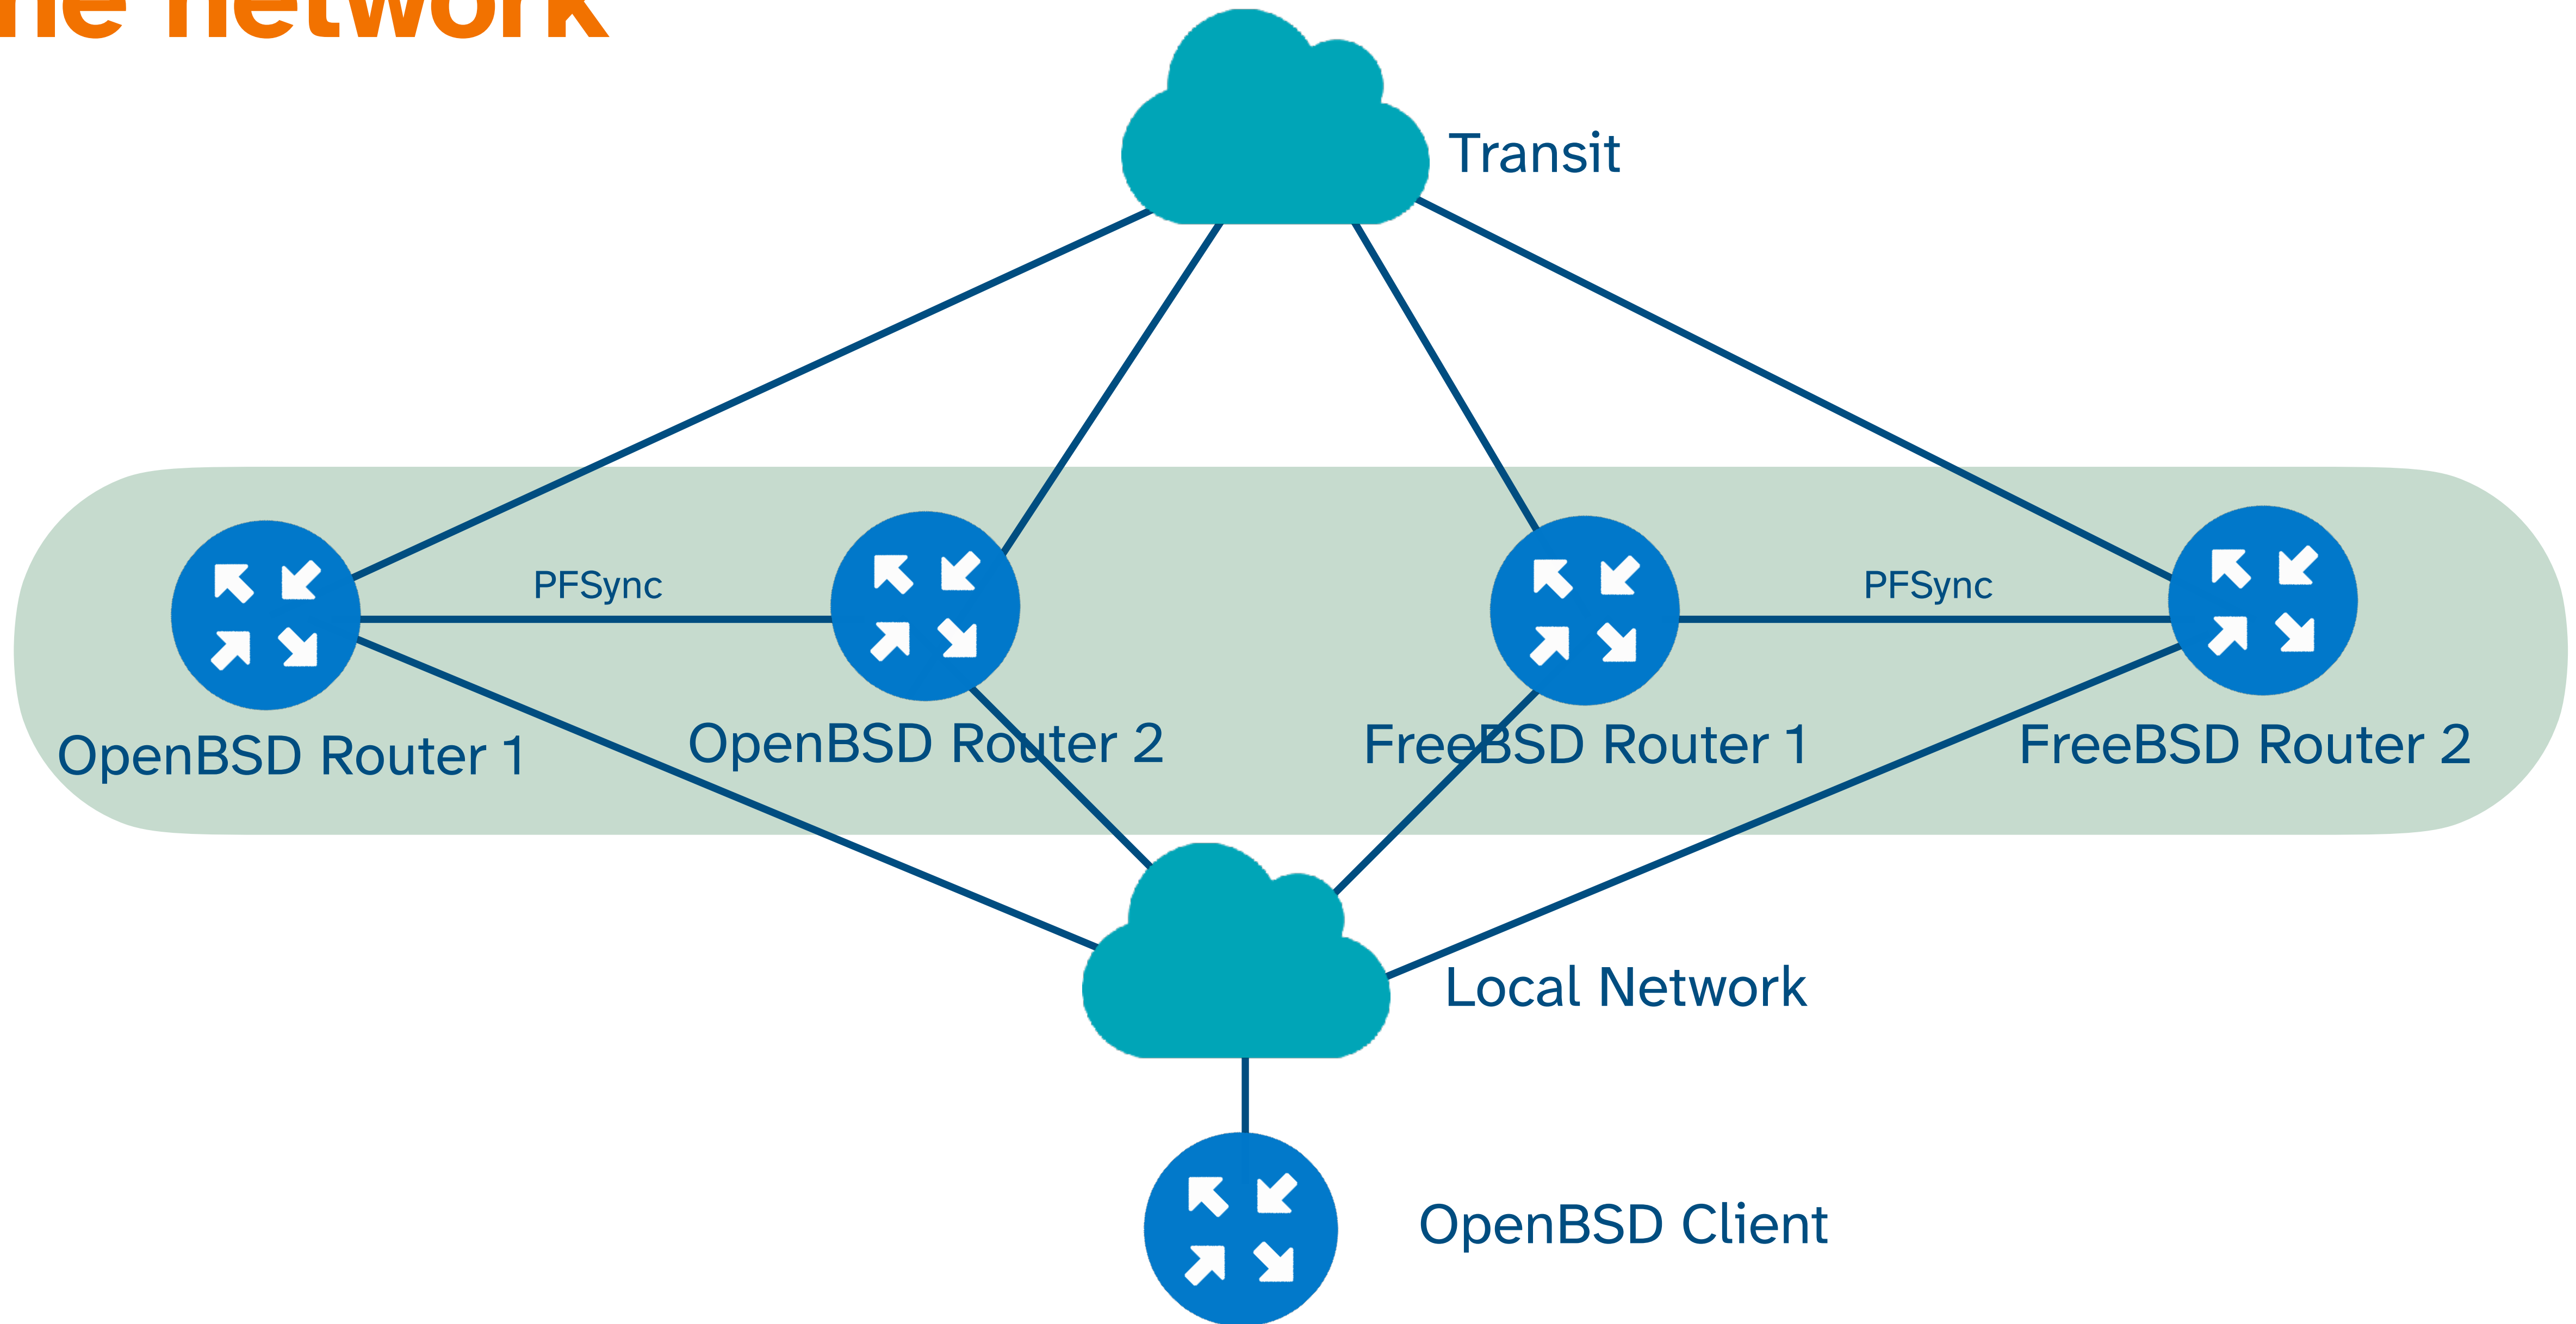 network
Transit
PFSync
PFSync
OpenBSD Router 1
OpenBSD Router 2
FreeBSD Router 1
FreeBSD Router 2
Local Network
OpenBSD Client